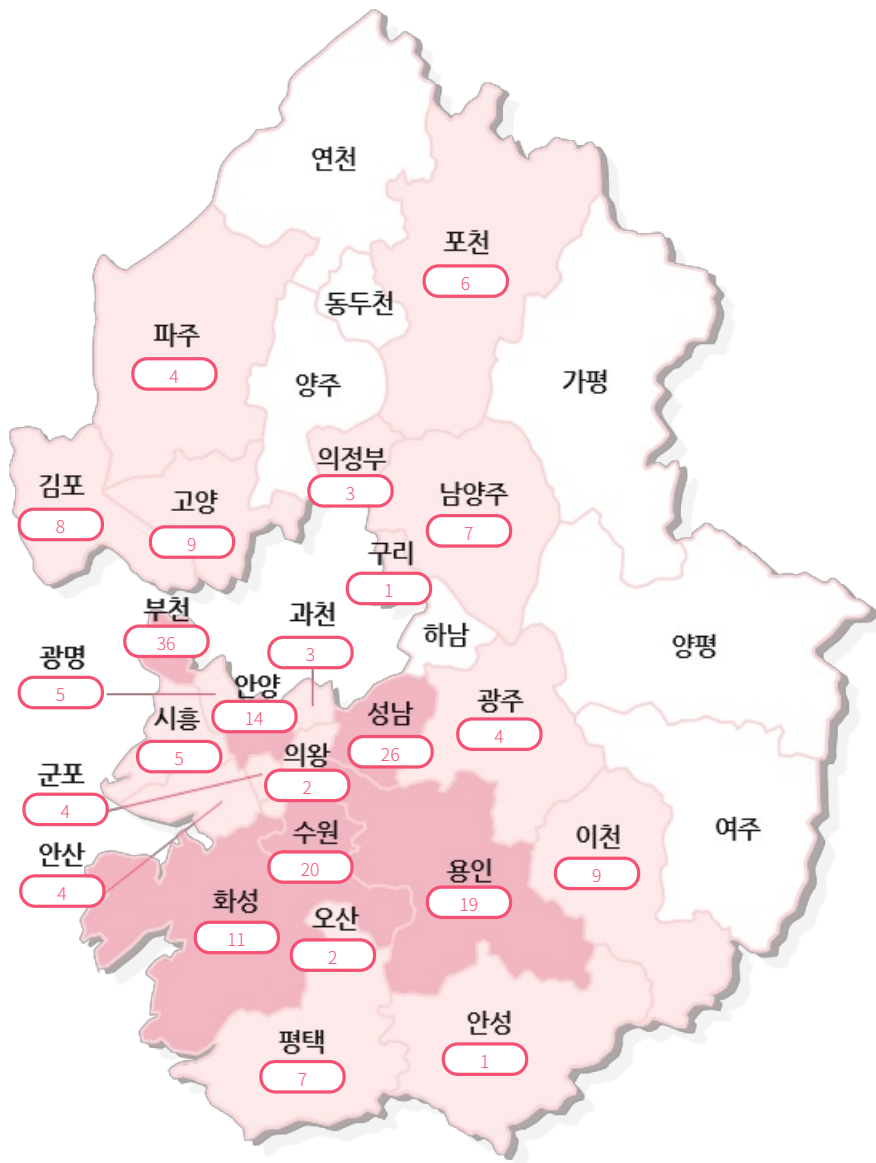 연천
포천
6
동두천
파주
4
양주
가평
의정부
3
김포
8
고양
9
남양주
7
구리
1
부천
36
과천
3
하남
양평
광명
5
안양
14
시흥
5
성남
26
광주
4
의왕
2
군포
4
수원
20
안산
4
이천
9
여주
용인
19
화성
11
오산
2
안성
1
평택
7